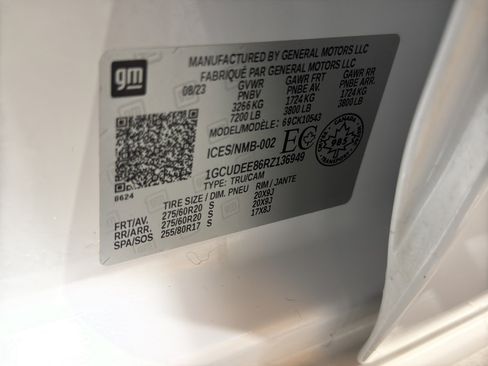 gm
MANUFACTURED BY GENERAL MOTORS LLC
FABRIQUÉ PAR GENERAL MOTORS LLC
08/23 GVWR GAWR FRT GAWR RR
PNBV PNBE AV. PNBE ARR.
3266 KG 1724 KG 1724 KG
7200 LB 3800 LB 3800 LB
MODEL/MODÈLE: 69CK10543
ICES/NMB-002 EC CANADA 985
1GCUDEE86RZ136949
TYPE: TRU/CAM
8624
TIRE SIZE / DIM. PNEU RIM / JANTE
FRT/AV. 275/60R20 S 20X9J
RR/ARR. 275/60R20 S 20X9J
SPA/SOS 255/80R17 S 17X8J